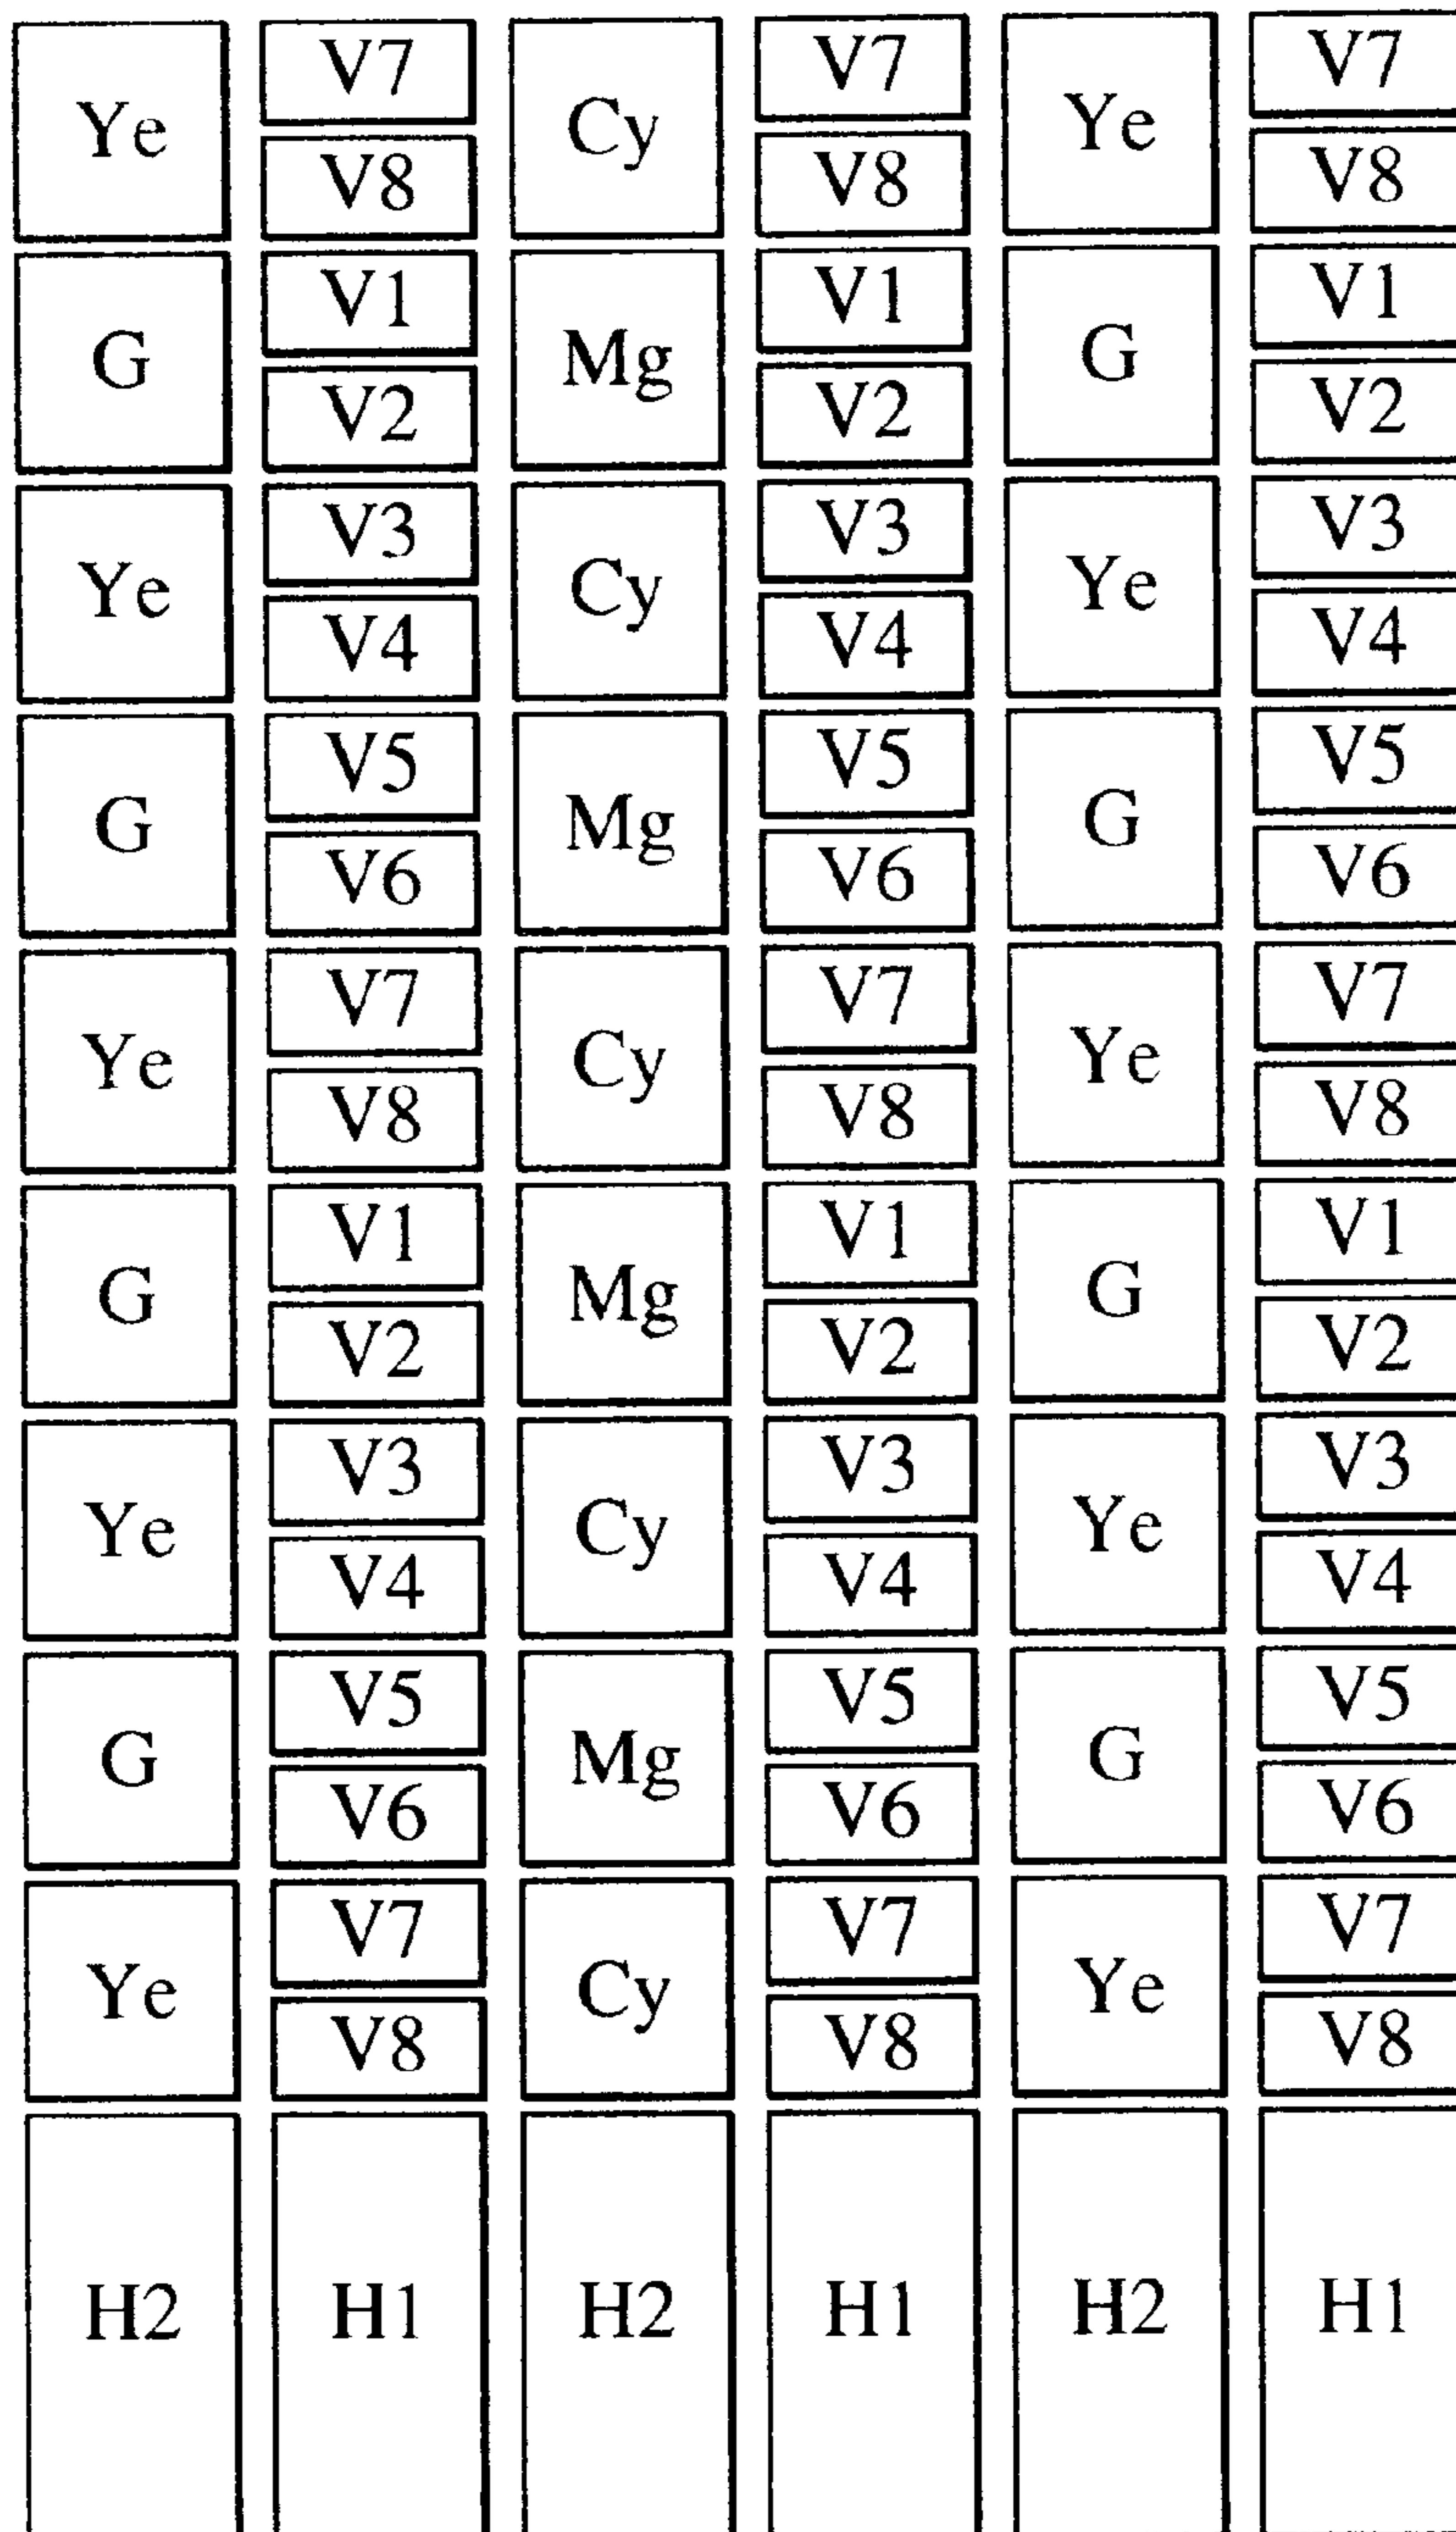 Ye V7 Cy V7 Ye V7
V8 V8 V8
G V1 Mg V1 G V1
V2 V2 V2
Ye V3 Cy V3 Ye V3
V4 V4 V4
G V5 Mg V5 G V5
V6 V6 V6
Ye V7 Cy V7 Ye V7
V8 V8 V8
G V1 Mg V1 G V1
V2 V2 V2
Ye V3 Cy V3 Ye V3
V4 V4 V4
G V5 Mg V5 G V5
V6 V6 V6
Ye V7 Cy V7 Ye V7
V8 V8 V8
H2 H1 H2 H1 H2 H1